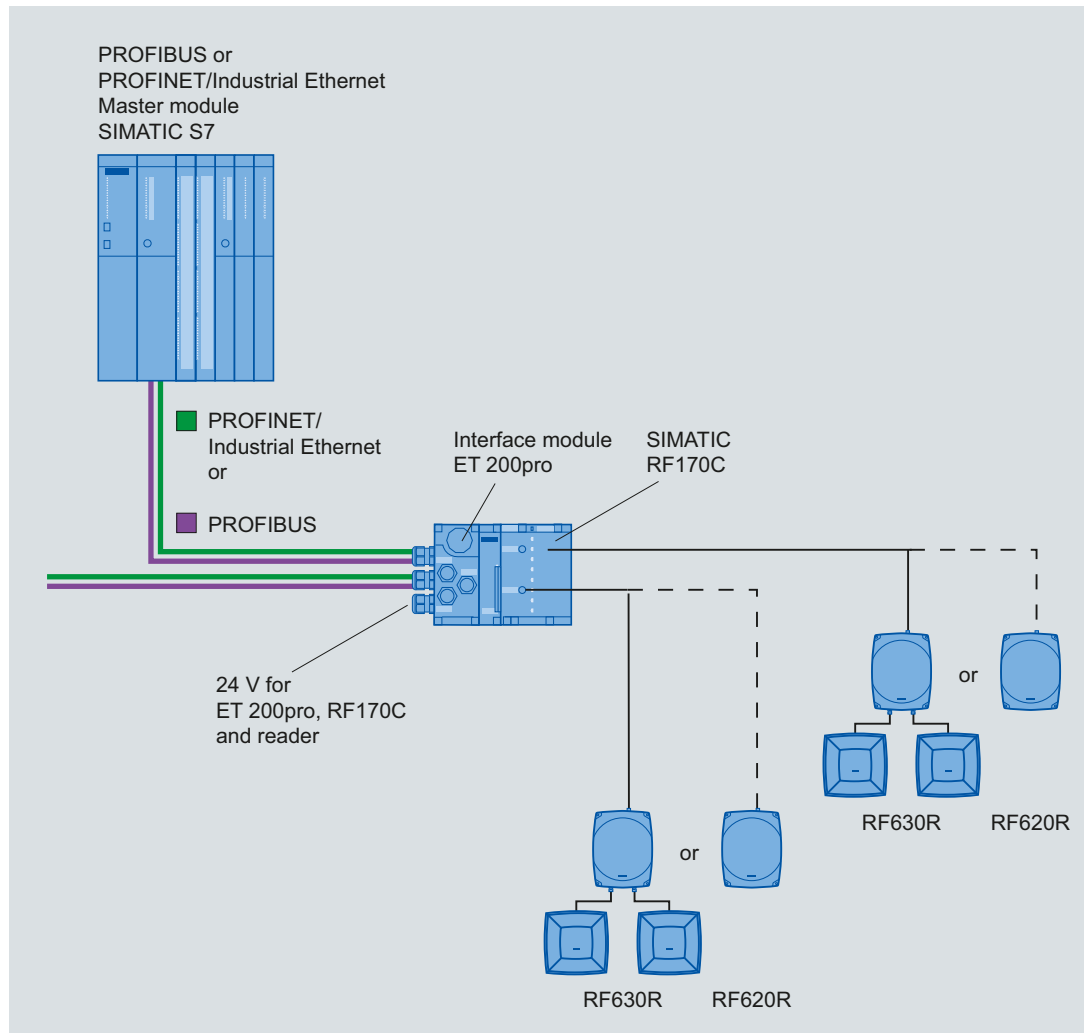 PROFIBUS or
PROFINET/Industrial Ethernet
Master module
SIMATIC S7
PROFINET/
Industrial Ethernet
or
PROFIBUS
Interface module
ET 200pro
SIMATIC
RF170C
24 V for
ET 200pro, RF170C
and reader
or
RF630R
RF620R
or
RF630R
RF620R